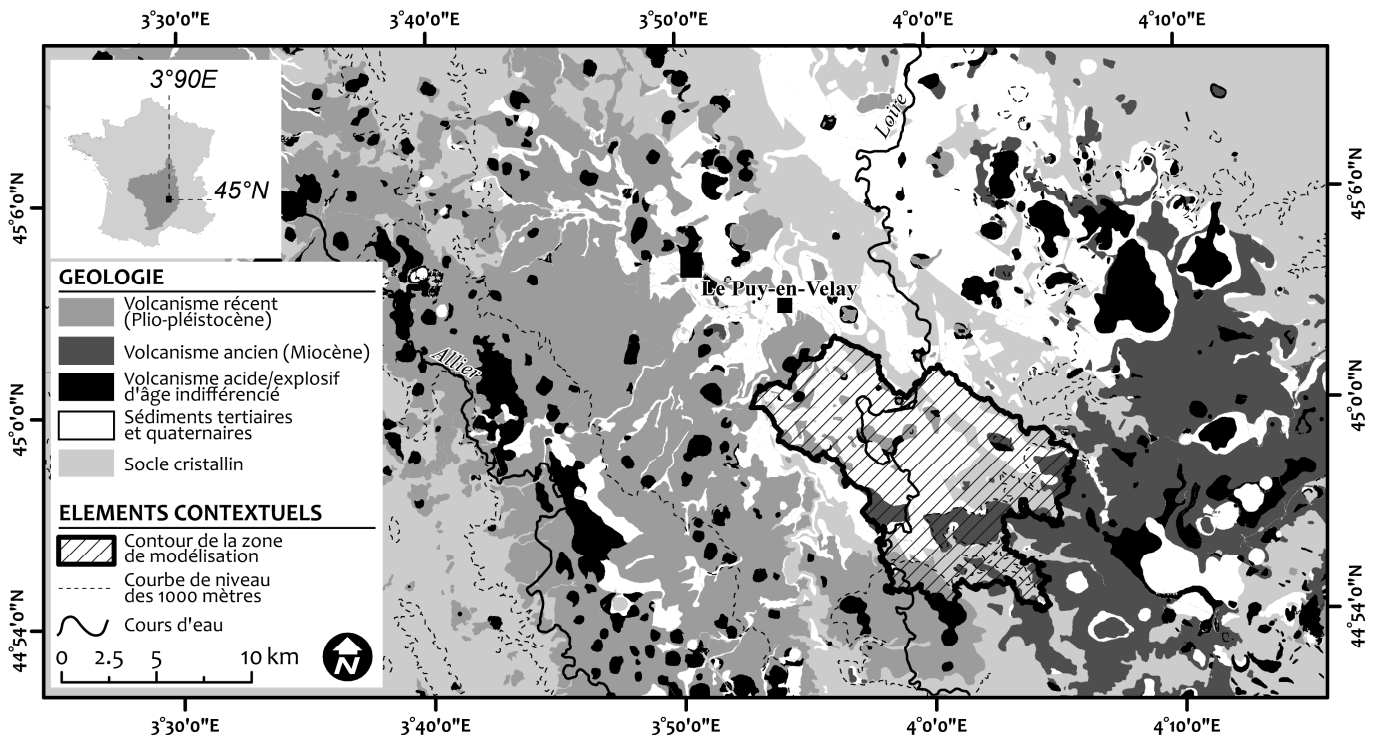 3°30'0"E 3°40'0"E 3°50'0"E 4°0'0"E 4°10'0"E
3°90E
45°N
45°6'0"N
45°0'0"N
44°54'0"N
45°6'0"N
45°0'0"N
44°54'0"N
Loire
Le Puy-en-Velay
Allier
GEOLOGIE
Volcanisme récent
(Plio-pléistocène)
Volcanisme ancien (Miocène)
Volcanisme acide/explosif
d'âge indifférencié
Sédiments tertiaires
et quaternaires
Socle cristallin
ELEMENTS CONTEXTUELS
Contour de la zone
de modélisation
Courbe de niveau
des 1000 mètres
Cours d'eau
0 2.5 5 10 km
N
3°30'0"E 3°40'0"E 3°50'0"E 4°0'0"E 4°10'0"E